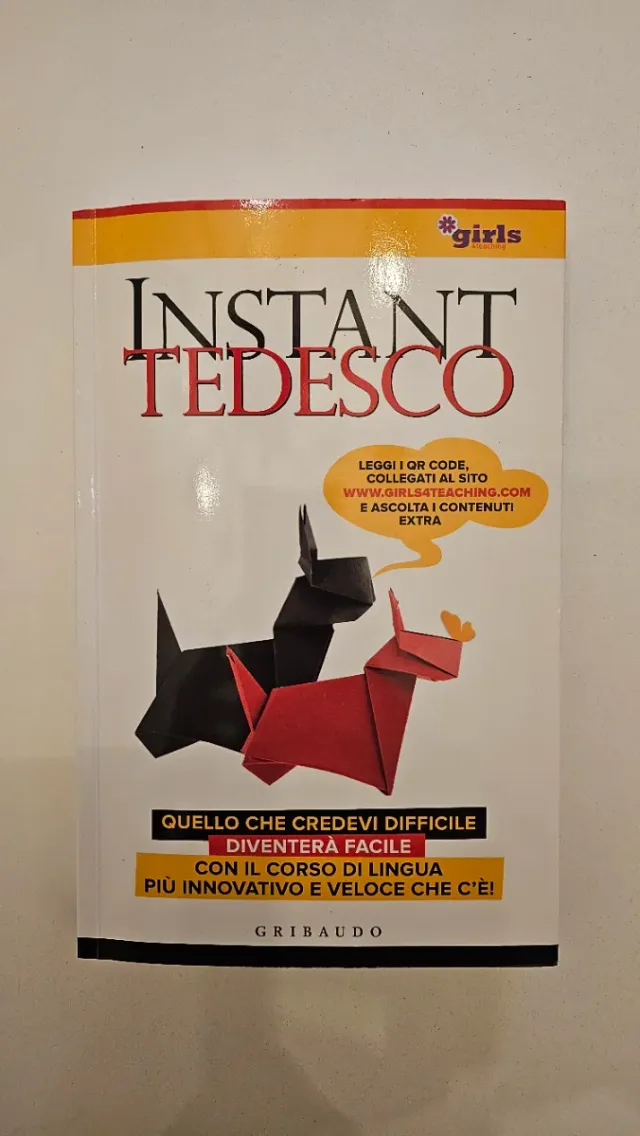 girls
4teaching
INSTANT
TEDESCO
LEGGI I QR CODE,
COLLEGATI AL SITO
WWW.GIRLS4TEACHING.COM
E ASCOLTA I CONTENUTI
EXTRA
QUELLO CHE CREDEVI DIFFICILE
DIVENTERÀ FACILE
CON IL CORSO DI LINGUA
PIÙ INNOVATIVO E VELOCE CHE C'È!
GRIBAUDO